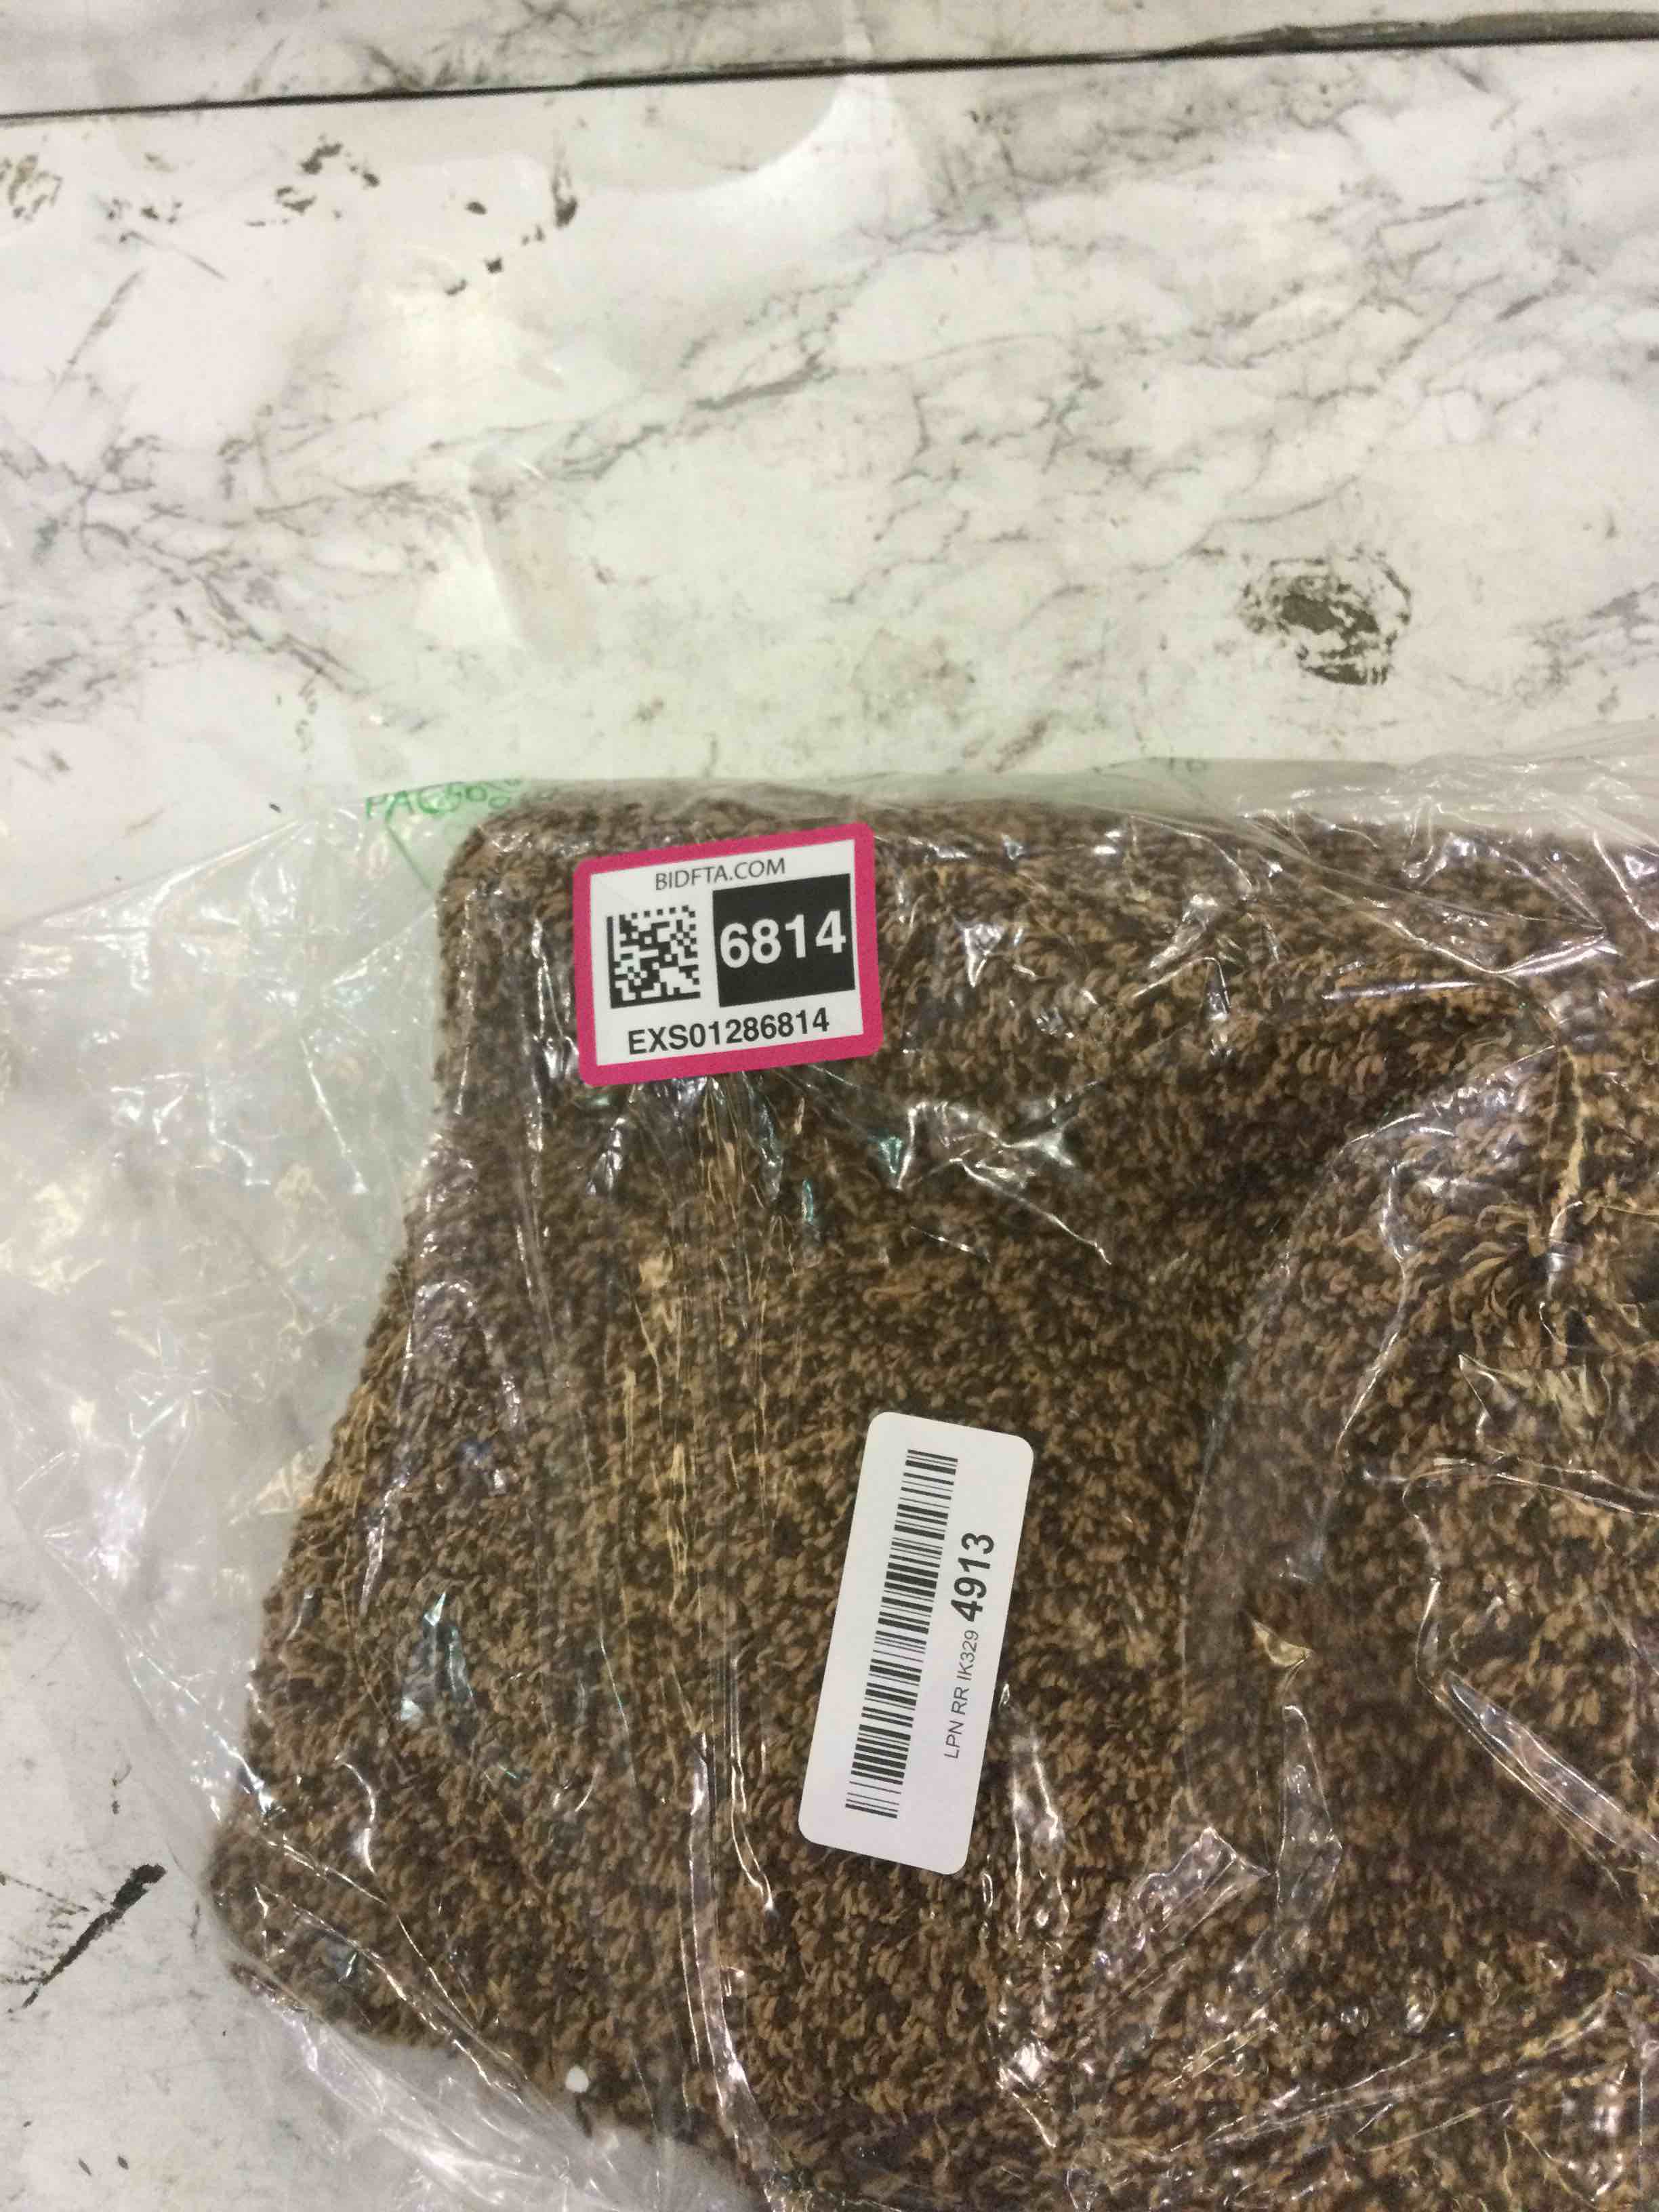 BIDFTA.COM
6814
EXS01286814
LPN RR IK329 4913